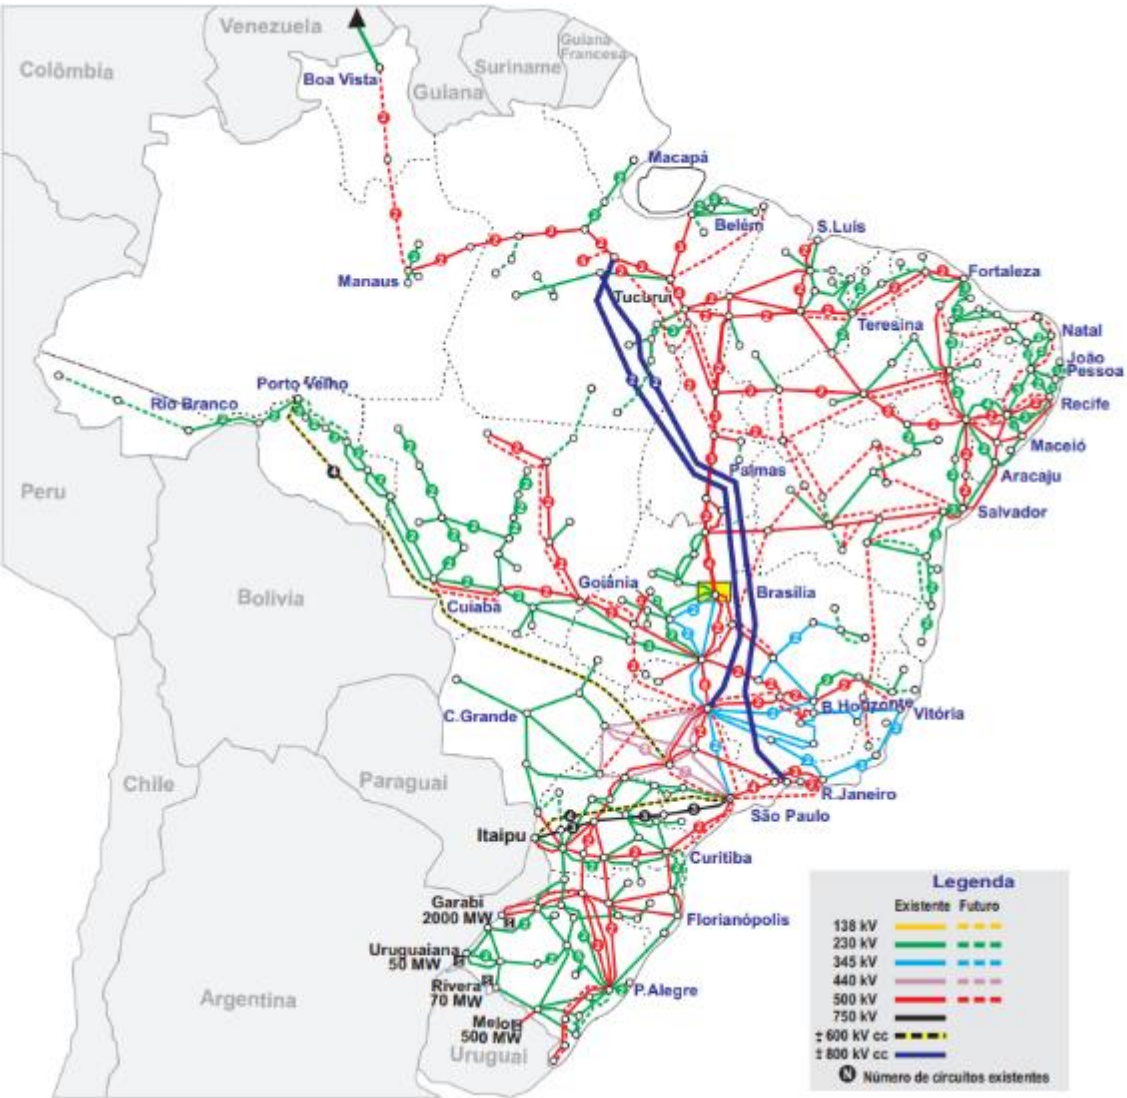 Venezuela
Guiana
Francesa
Colômbia
Suriname
Boa Vista
Guiana
Macapá
Belém
S.Luís
Manaus
Fortaleza
Tucuruí
Teresina
Natal
João
Pessoa
Porto Velho
Rio Branco
Recife
Maceió
Palmas
Aracaju
Peru
Salvador
Goiânia
Brasília
Bolivia
Cuiabá
C.Grande
B.Horizonte
Vitória
Chile
Paraguai
R.Janeiro
São Paulo
Itaipu
Curitiba
Garabi
2000 MW
Florianópolis
Uruguaiana
50 MW
Rivera
70 MW
P.Alegre
Argentina
Melo
500 MW
Uruguai
Legenda
Existente Futuro
138 kV
230 kV
345 kV
440 kV
500 kV
750 kV
± 600 kV cc
± 800 kV cc
N Número de circuitos existentes